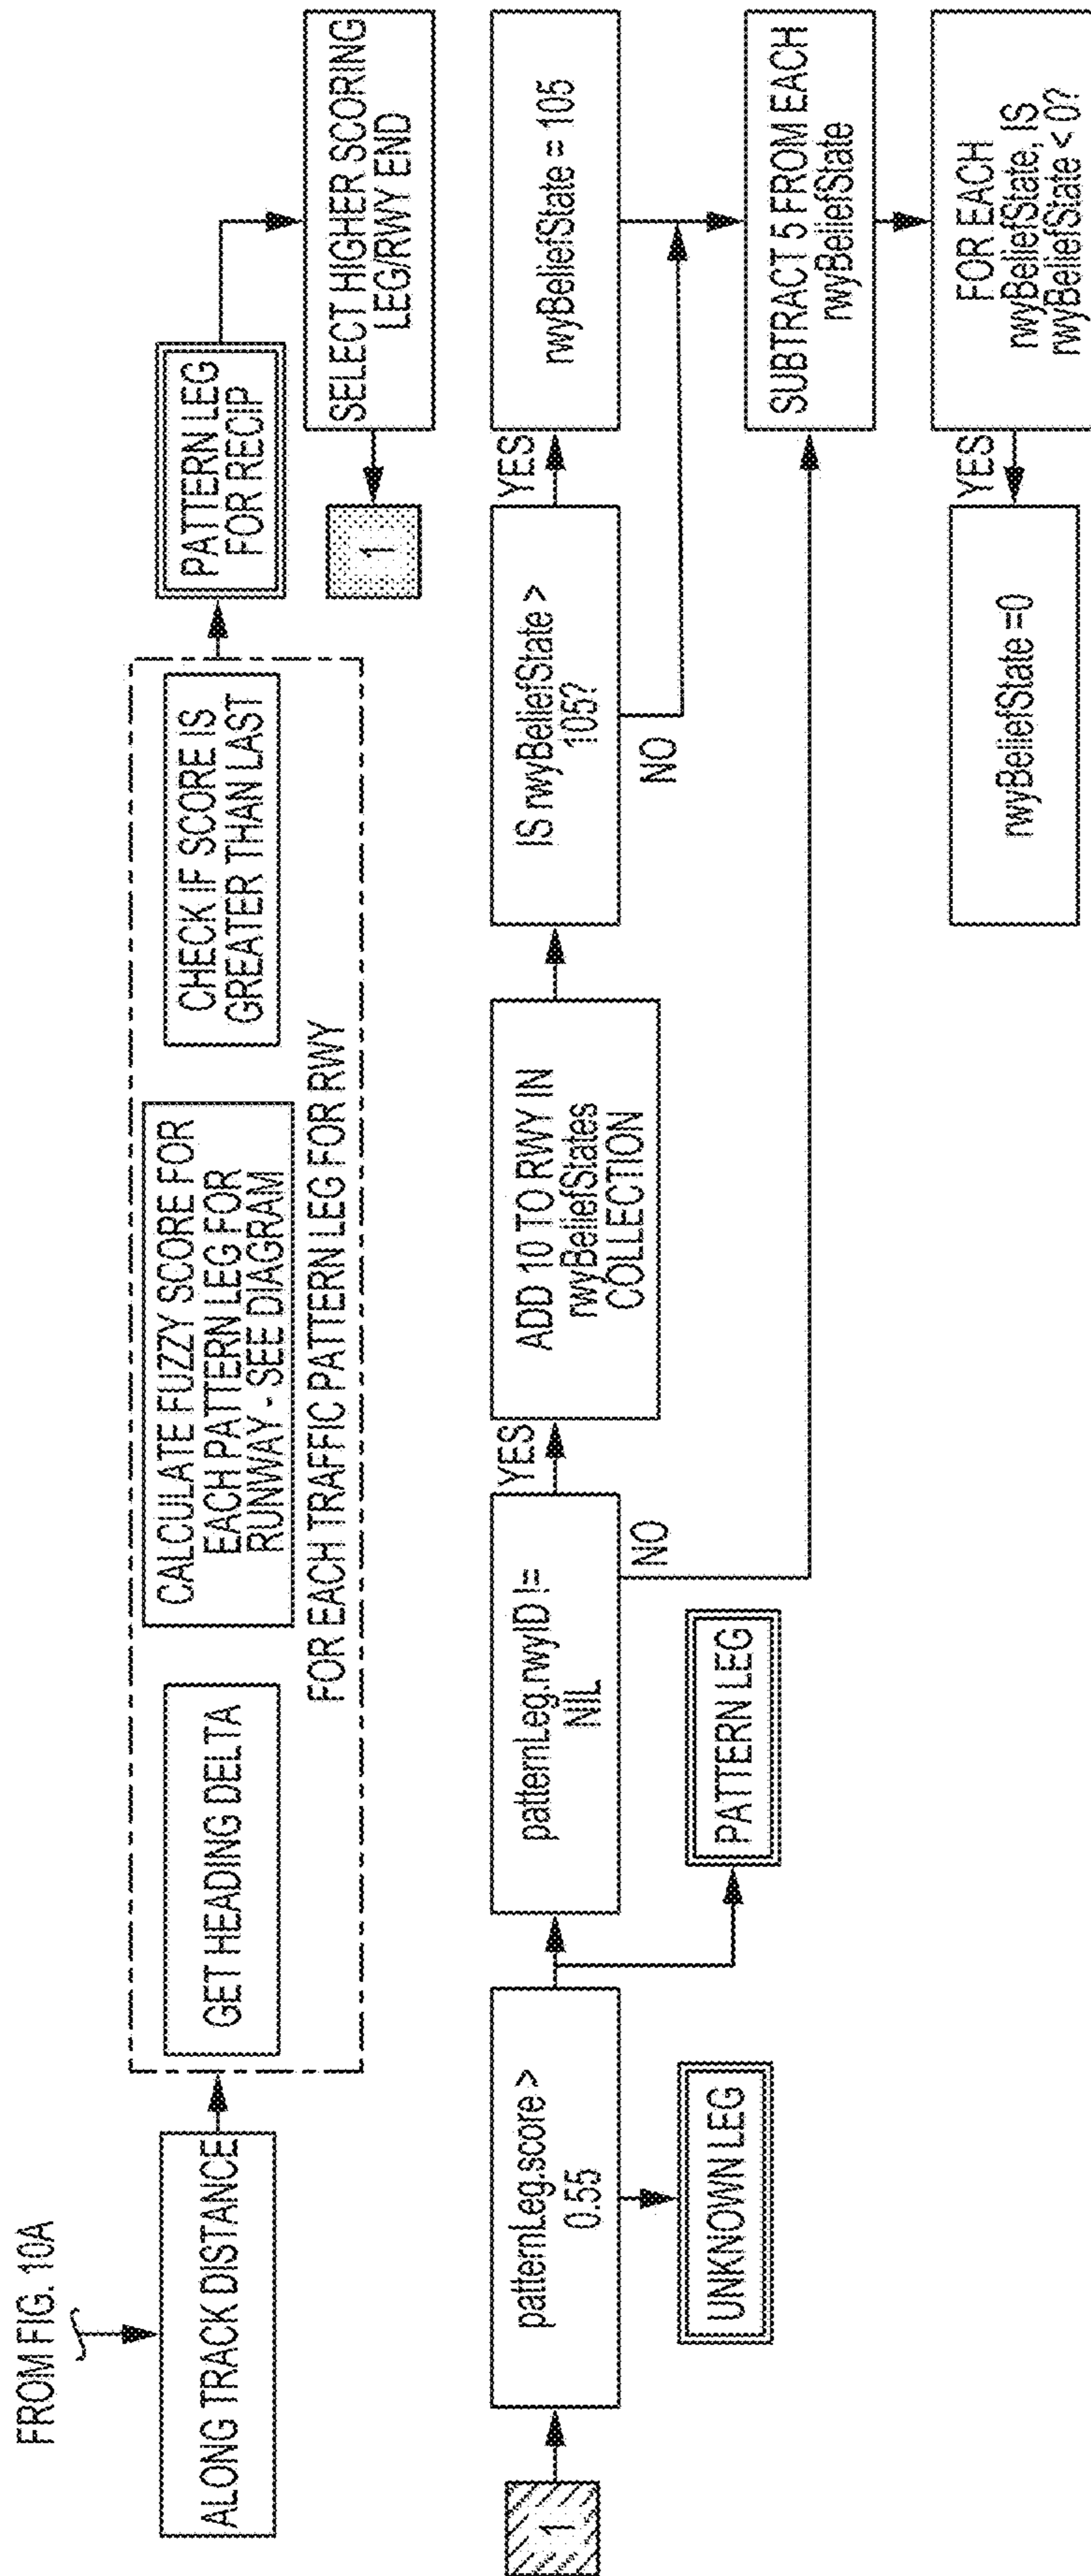 FROM FIG. 10A
ALONG TRACK DISTANCE
GET HEADING DELTA
CALCULATE FUZZY SCORE FOR
EACH PATTERN LEG FOR
RUNWAY - SEE DIAGRAM
CHECK IF SCORE IS
GREATER THAN LAST
FOR EACH TRAFFIC PATTERN LEG FOR RWY
PATTERN LEG
FOR RECIP
SELECT HIGHER SCORING
LEG/RWY END
1
1
patternLeg.score >
0.55
UNKNOWN LEG
PATTERN LEG
patternLeg.rwyID !=
NIL
YES
NO
ADD 10 TO RWY IN
rwyBeliefStates
COLLECTION
IS rwyBeliefState >
105?
YES
NO
rwyBeliefState = 105
SUBTRACT 5 FROM EACH
rwyBeliefState
FOR EACH
rwyBeliefState, IS
rwyBeliefState < 0?
YES
rwyBeliefState =0